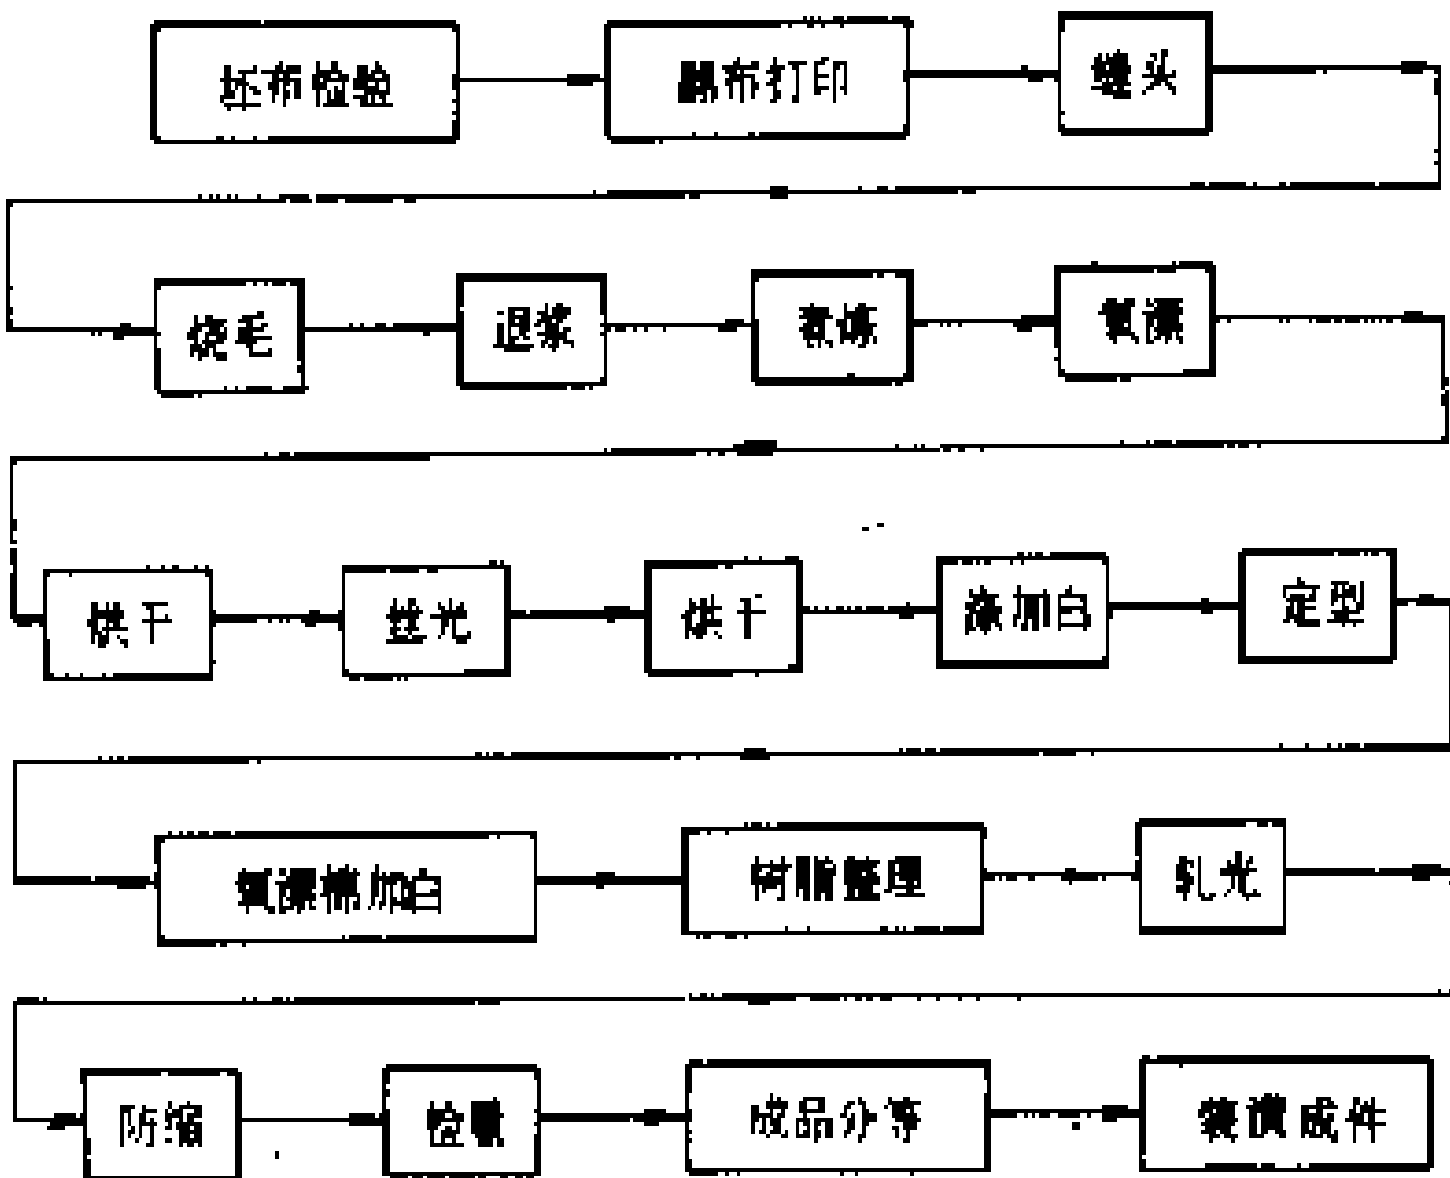 坯布检验 翻布打印 缝头
烧毛 退浆 煮炼 氧漂
烘干 丝光 烘干 涤加白 定型
氧漂棉加白 树脂整理 轧光
防缩 检验 成品分等 装潢成件